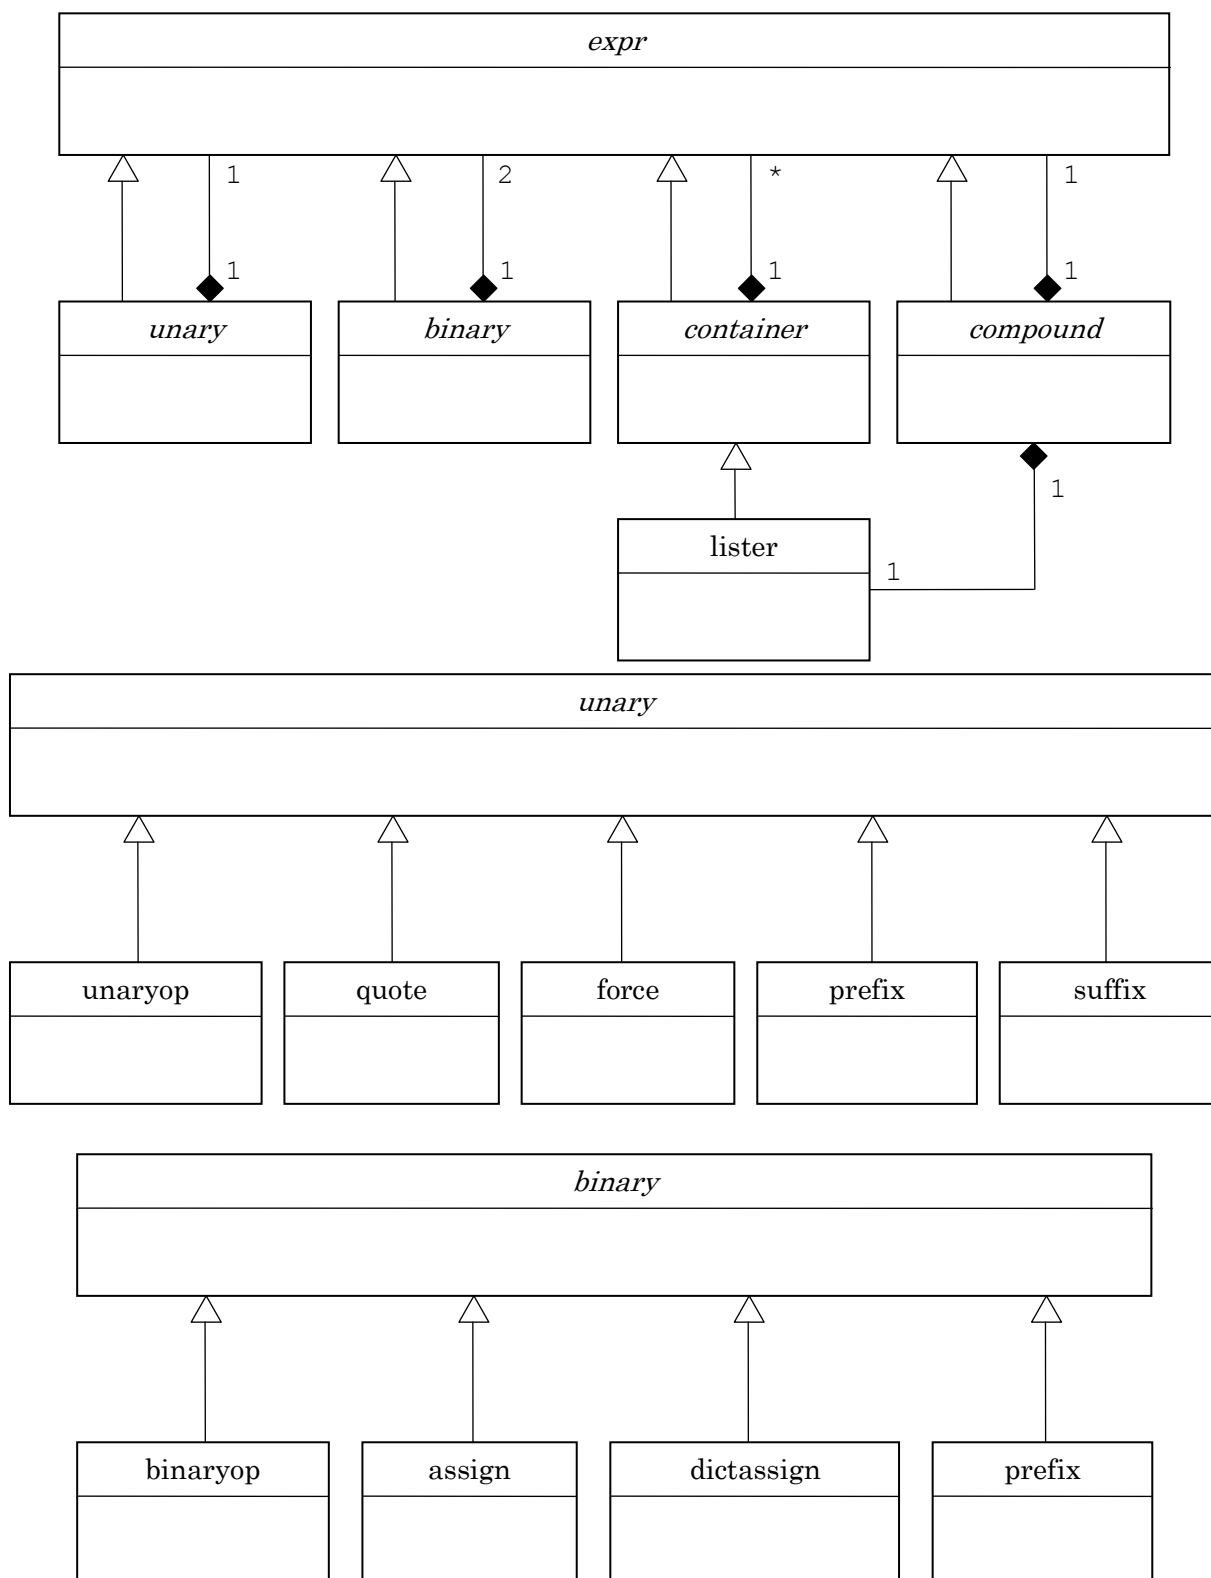 expr
1 2 * 1
1 1 1 1
unary binary container compound
1
lister
1
unary
unaryop quote force prefix suffix
binary
binaryop assign dictassign prefix